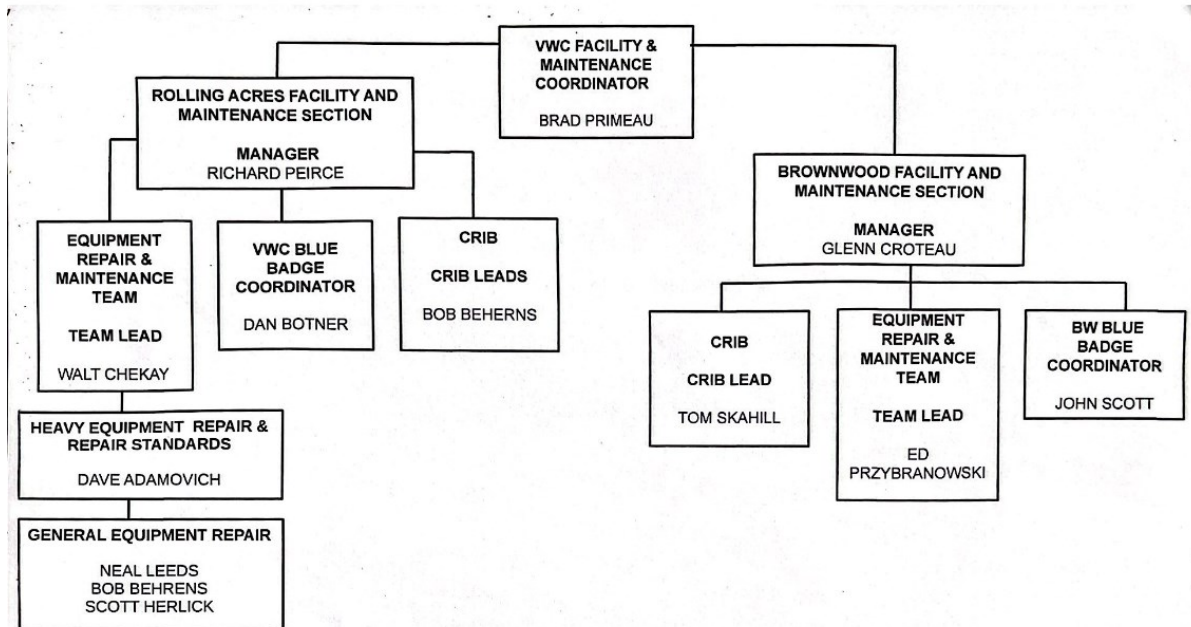 VWC FACILITY &
MAINTENANCE
COORDINATOR
BRAD PRIMEAU
ROLLING ACRES FACILITY AND
MAINTENANCE SECTION
MANAGER
RICHARD PEIRCE
BROWNWOOD FACILITY AND
MAINTENANCE SECTION
MANAGER
GLENN CROTEAU
EQUIPMENT
REPAIR &
MAINTENANCE
TEAM
TEAM LEAD
WALT CHEKAY
VWC BLUE
BADGE
COORDINATOR
DAN BOTNER
CRIB
CRIB LEADS
BOB BEHERNS
CRIB
CRIB LEAD
TOM SKAHILL
EQUIPMENT
REPAIR &
MAINTENANCE
TEAM
TEAM LEAD
ED
PRZYBRANOWSKI
BW BLUE
BADGE
COORDINATOR
JOHN SCOTT
HEAVY EQUIPMENT REPAIR &
REPAIR STANDARDS
DAVE ADAMOVICH
GENERAL EQUIPMENT REPAIR
NEAL LEEDS
BOB BEHRENS
SCOTT HERLICK